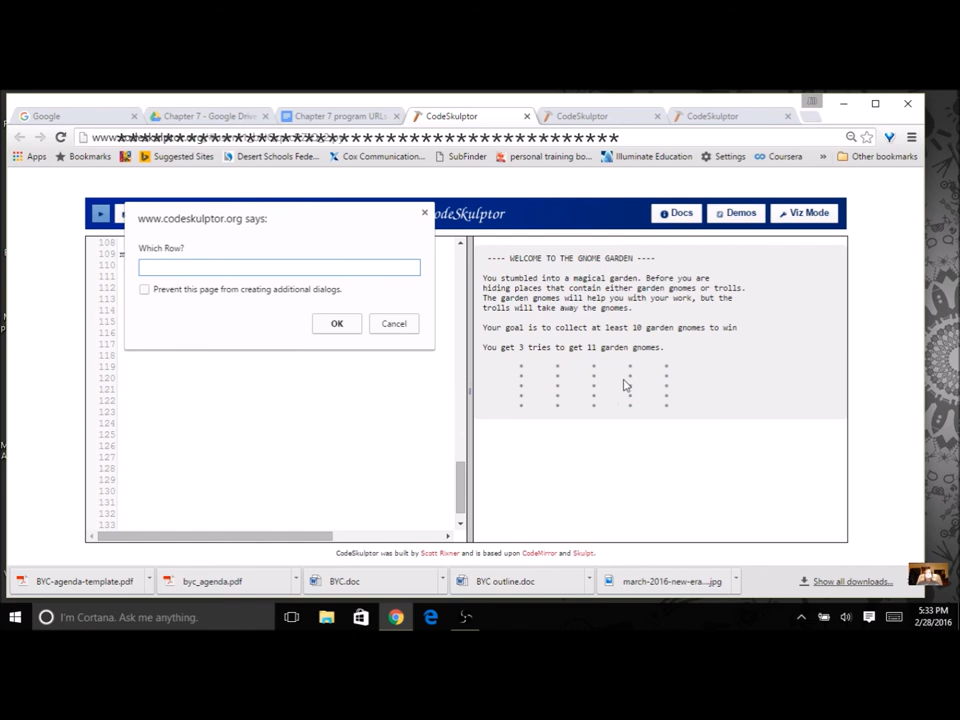 Google
Chapter 7 - Google Drive
Chapter 7 program URLs
CodeSkulptor
CodeSkulptor
CodeSkulptor
Apps
Bookmarks
Suggested Sites
Desert Schools Fede...
Cox Communication...
SubFinder
personal training bo...
Illuminate Education
Settings
Coursera
»
Other bookmarks
www.codeskulptor.org says:
Which Row?
Prevent this page from creating additional dialogs.
OK
Cancel
deSkulptor
Docs
Demos
Viz Mode
108
109
110
111
112
113
114
115
116
117
118
119
120
121
122
123
124
125
126
127
128
129
130
131
132
133
---- WELCOME TO THE GNOME GARDEN ----
You stumbled into a magical garden. Before you are
hiding places that contain either garden gnomes or trolls.
The garden gnomes will help you with your work, but the
trolls will take away the gnomes.
Your goal is to collect at least 10 garden gnomes to win
You get 3 tries to get 11 garden gnomes.
* * * * *
* * * * *
* * * * *
* * * * *
* * * * *
CodeSkulptor was built by Scott Rixner and is based upon CodeMirror and Skulpt.
BYC-agenda-template.pdf
byc_agenda.pdf
BYC.doc
BYC outline.doc
march-2016-new-era....jpg
Show all downloads...
I'm Cortana. Ask me anything.
5:33 PM
2/28/2016